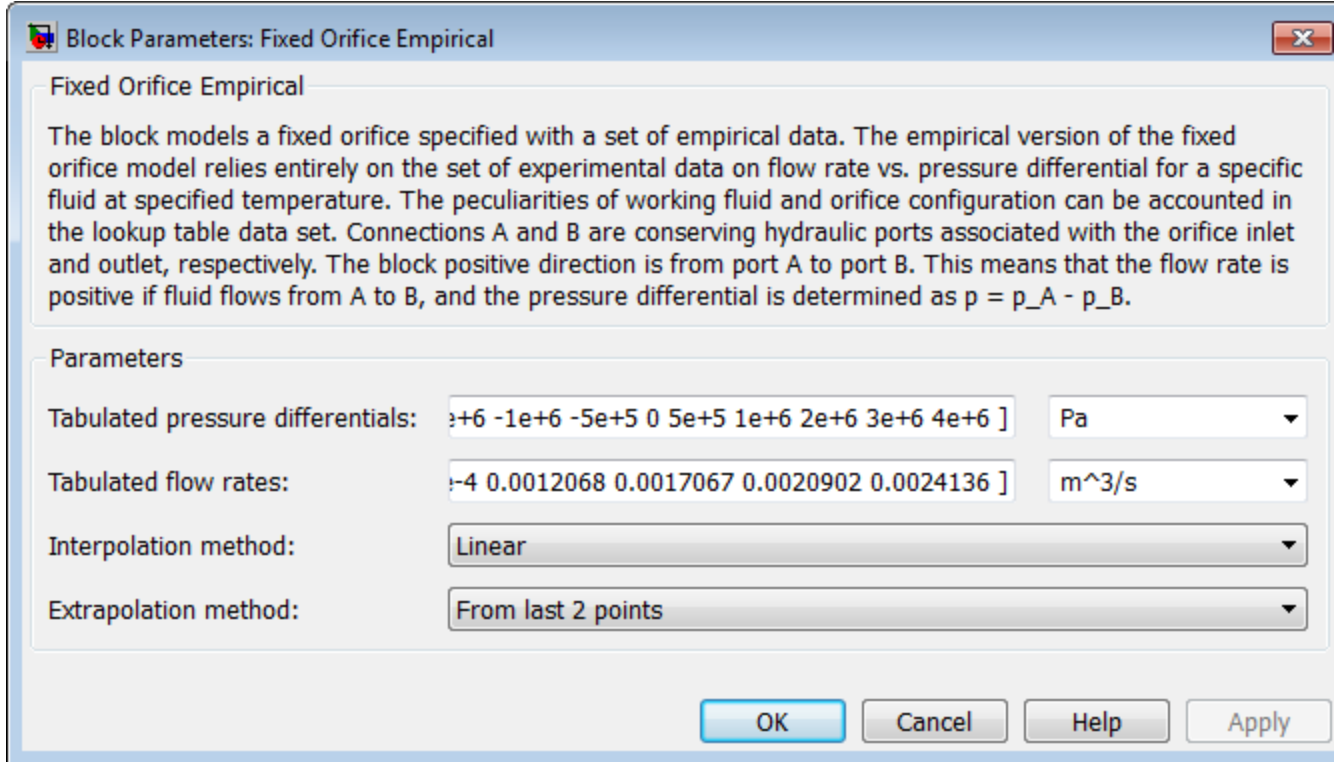 Block Parameters: Fixed Orifice Empirical
Fixed Orifice Empirical
The block models a fixed orifice specified with a set of empirical data. The empirical version of the fixed
orifice model relies entirely on the set of experimental data on flow rate vs. pressure differential for a specific
fluid at specified temperature. The peculiarities of working fluid and orifice configuration can be accounted in
the lookup table data set. Connections A and B are conserving hydraulic ports associated with the orifice inlet
and outlet, respectively. The block positive direction is from port A to port B. This means that the flow rate is
positive if fluid flows from A to B, and the pressure differential is determined as p = p_A - p_B.
Parameters
Tabulated pressure differentials: e+6 -1e+6 -5e+5 0 5e+5 1e+6 2e+6 3e+6 4e+6 ] Pa
Tabulated flow rates: e-4 0.0012068 0.0017067 0.0020902 0.0024136 ] m^3/s
Interpolation method: Linear
Extrapolation method: From last 2 points
OK Cancel Help Apply